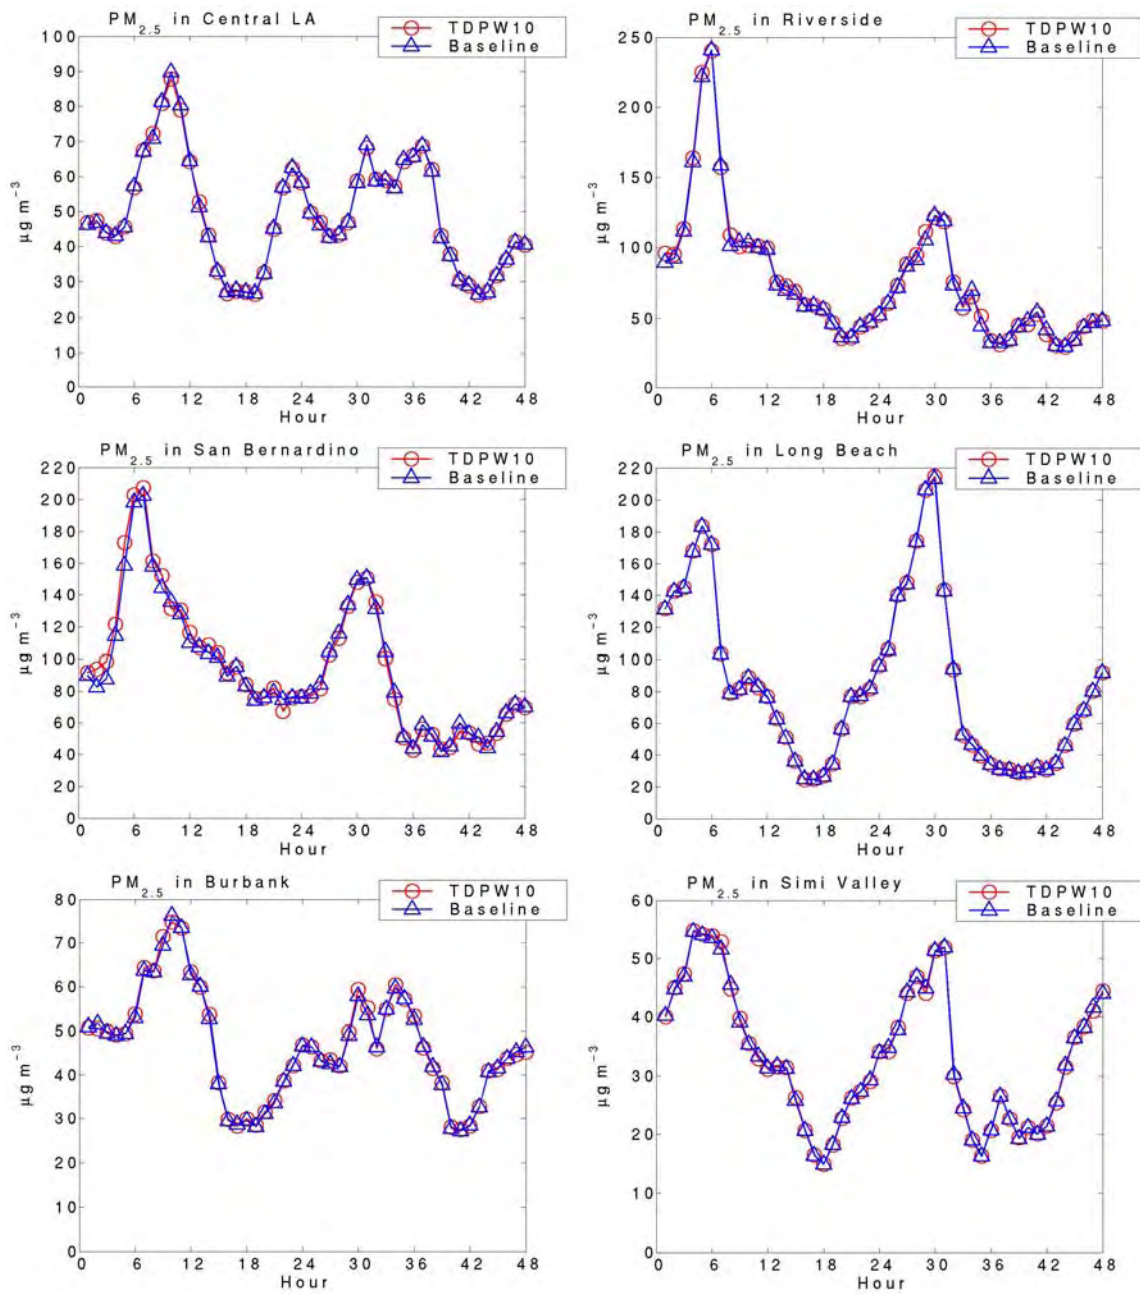 PM2.5 in Central LA
TDPW10
Baseline
100
90
80
70
60
50
40
30
20
10
0
µg m−3
0 6 12 18 24 30 36 42 48
Hour
PM2.5 in Riverside
TDPW10
Baseline
250
200
150
100
50
0
µg m−3
0 6 12 18 24 30 36 42 48
Hour
PM2.5 in San Bernardino
TDPW10
Baseline
220
200
180
160
140
120
100
80
60
40
20
0
µg m−3
0 6 12 18 24 30 36 42 48
Hour
PM2.5 in Long Beach
TDPW10
Baseline
220
200
180
160
140
120
100
80
60
40
20
0
µg m−3
0 6 12 18 24 30 36 42 48
Hour
PM2.5 in Burbank
TDPW10
Baseline
80
70
60
50
40
30
20
10
0
µg m−3
0 6 12 18 24 30 36 42 48
Hour
PM2.5 in Simi Valley
TDPW10
Baseline
60
50
40
30
20
10
0
µg m−3
0 6 12 18 24 30 36 42 48
Hour